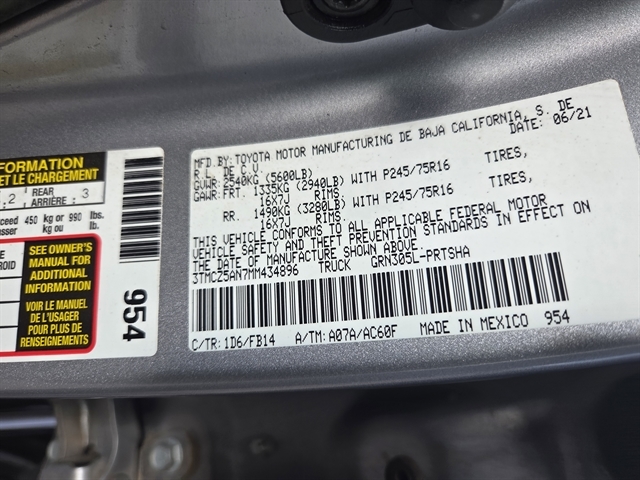 MFD.BY:TOYOTA MOTOR MANUFACTURING DE BAJA CALIFORNIA, S. DE
R.L. DE C.V. DATE: 06/21
GVWR: 2540KG (5600LB)
GAWR:FRT. 1335KG (2940LB) WITH P245/75R16 TIRES,
16X7J RIMS.
RR. 1490KG (3280LB) WITH P245/75R16 TIRES,
16X7J RIMS.
THIS VEHICLE CONFORMS TO ALL APPLICABLE FEDERAL MOTOR
VEHICLE SAFETY AND THEFT PREVENTION STANDARDS IN EFFECT ON
THE DATE OF MANUFACTURE SHOWN ABOVE.
3TMCZ5AN7MM434896 TRUCK GRN305L-PRTSHA
C/TR: 1D6/FB14 A/TM: A07A/AC60F MADE IN MEXICO 954
INFORMATION
ET LE CHARGEMENT
2 REAR
ARRIÈRE : 3
450 kg or 990 lbs.
kg ou lb.
SEE OWNER'S
MANUAL FOR
ADDITIONAL
INFORMATION
VOIR LE MANUEL
DE L'USAGER
POUR PLUS DE
RENSEIGNEMENTS
954